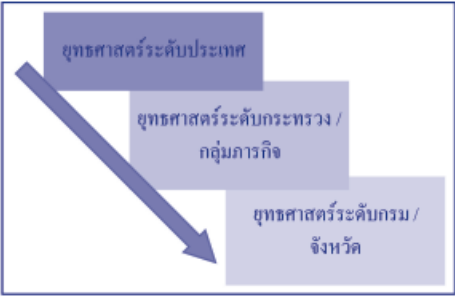 ยุทธศาสตร์ระดับประเทศ
ยุทธศาสตร์ระดับกระทรวง /
กลุ่มภารกิจ
ยุทธศาสตร์ระดับกรม /
จังหวัด